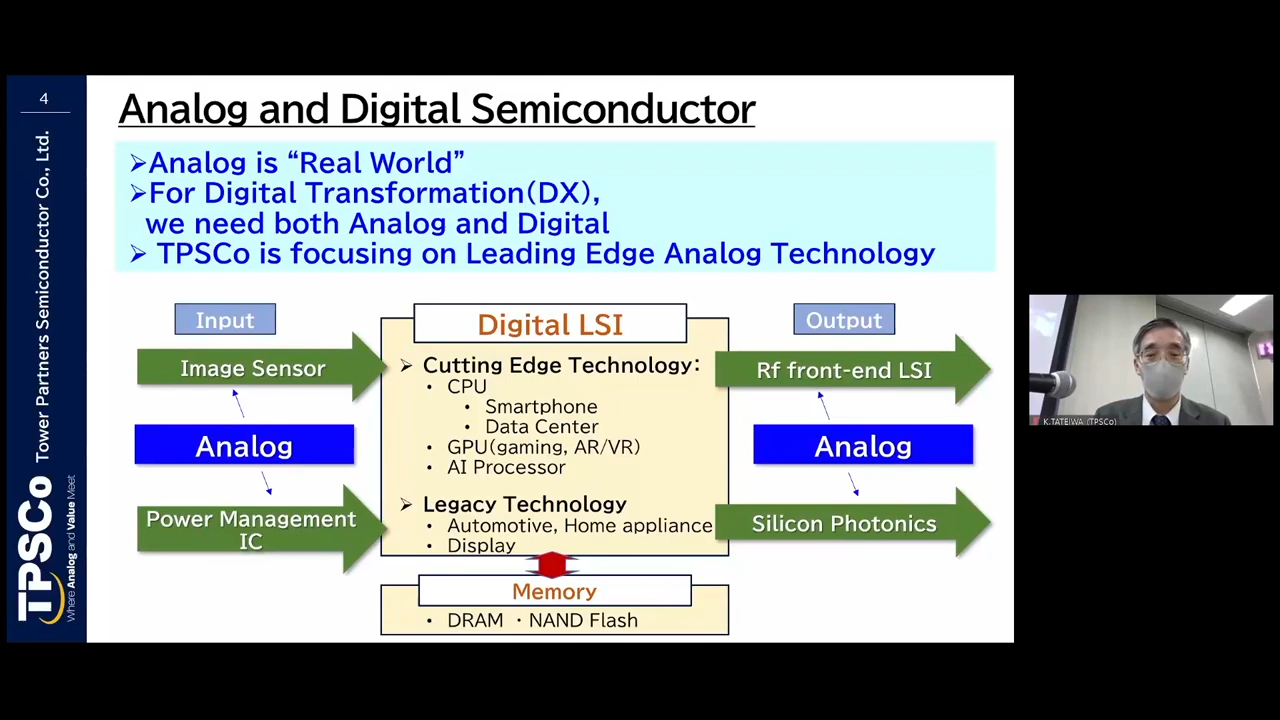 4
Tower Partners Semiconductor Co., Ltd.
TPSCo
Where Analog and Value Meet
Analog and Digital Semiconductor
➢Analog is “Real World”
➢For Digital Transformation(DX),
we need both Analog and Digital
➢ TPSCo is focusing on Leading Edge Analog Technology
Input
Image Sensor
Analog
Power Management
IC
Digital LSI
➢ Cutting Edge Technology:
• CPU
• Smartphone
• Data Center
• GPU(gaming, AR/VR)
• AI Processor
➢ Legacy Technology
• Automotive, Home appliance
• Display
Memory
• DRAM ・NAND Flash
Output
Rf front-end LSI
Analog
Silicon Photonics
K.TATEIWA (TPSCo)